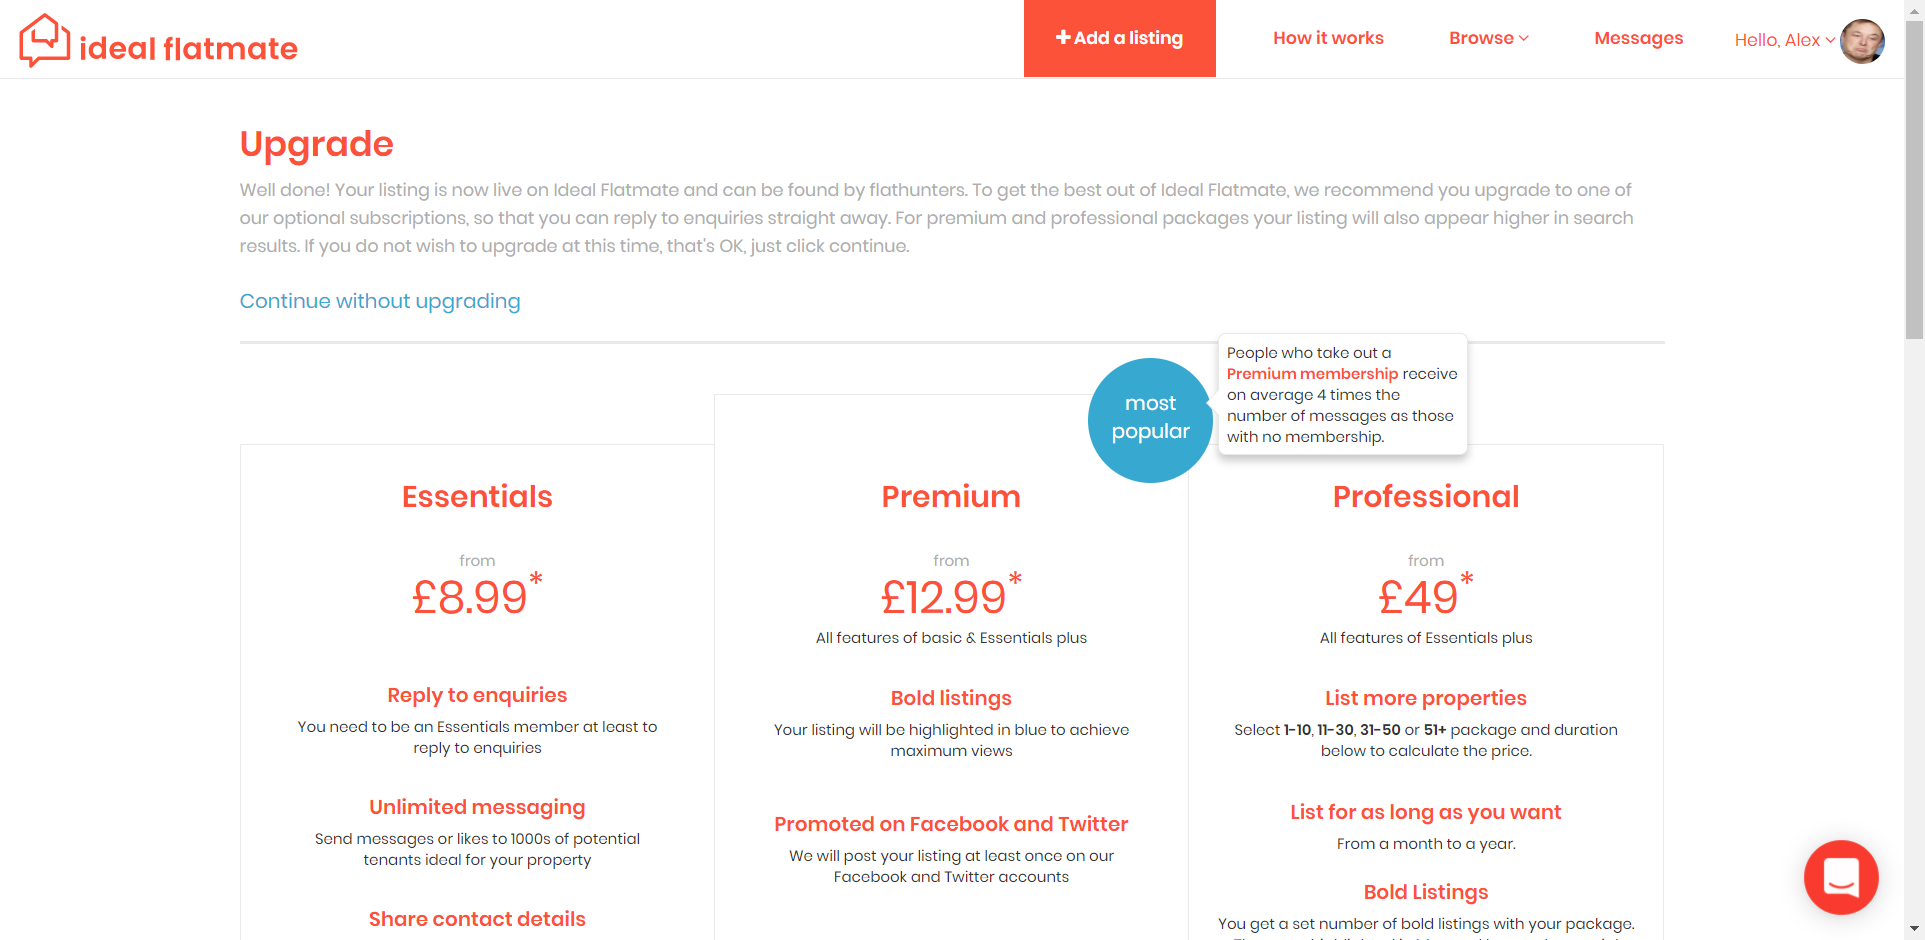 ideal flatmate
Add a listing
How it works
Browse
Messages
Hello, Alex
Upgrade
Well done! Your listing is now live on Ideal Flatmate and can be found by flathunters. To get the best out of Ideal Flatmate, we recommend you upgrade to one of
our optional subscriptions, so that you can reply to enquiries straight away. For premium and professional packages your listing will also appear higher in search
results. If you do not wish to upgrade at this time, that's OK, just click continue.
Continue without upgrading
most
popular
People who take out a
Premium membership receive
on average 4 times the
number of messages as those
with no membership.
Essentials
from
£8.99*
Reply to enquiries
You need to be an Essentials member at least to
reply to enquiries
Unlimited messaging
Send messages or likes to 1000s of potential
tenants ideal for your property
Share contact details
Premium
from
£12.99*
All features of basic & Essentials plus
Bold listings
Your listing will be highlighted in blue to achieve
maximum views
Promoted on Facebook and Twitter
We will post your listing at least once on our
Facebook and Twitter accounts
Professional
from
£49*
All features of Essentials plus
List more properties
Select 1-10, 11-30, 31-50 or 51+ package and duration
below to calculate the price.
List for as long as you want
From a month to a year.
Bold Listings
You get a set number of bold listings with your package.